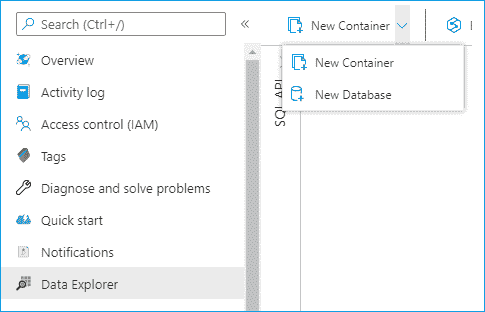 Search (Ctrl+/)
«
New Container
Overview
Activity log
Access control (IAM)
Tags
Diagnose and solve problems
Quick start
Notifications
Data Explorer
New Container
New Database
SQL API